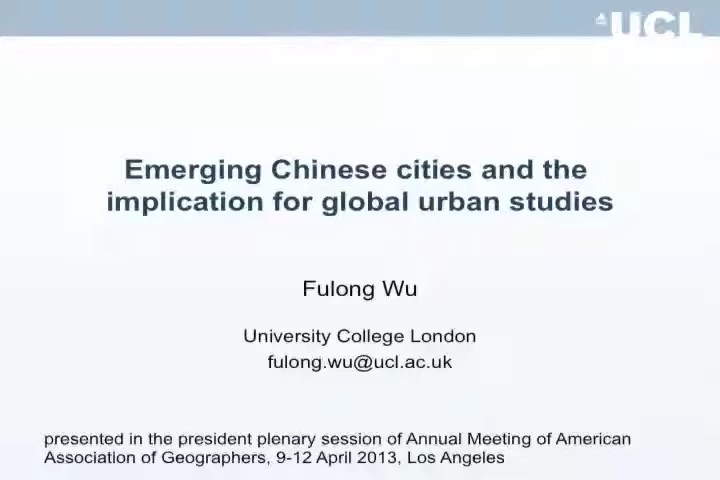 UCL
Emerging Chinese cities and the
implication for global urban studies
Fulong Wu
University College London
fulong.wu@ucl.ac.uk
presented in the president plenary session of Annual Meeting of American
Association of Geographers, 9-12 April 2013, Los Angeles